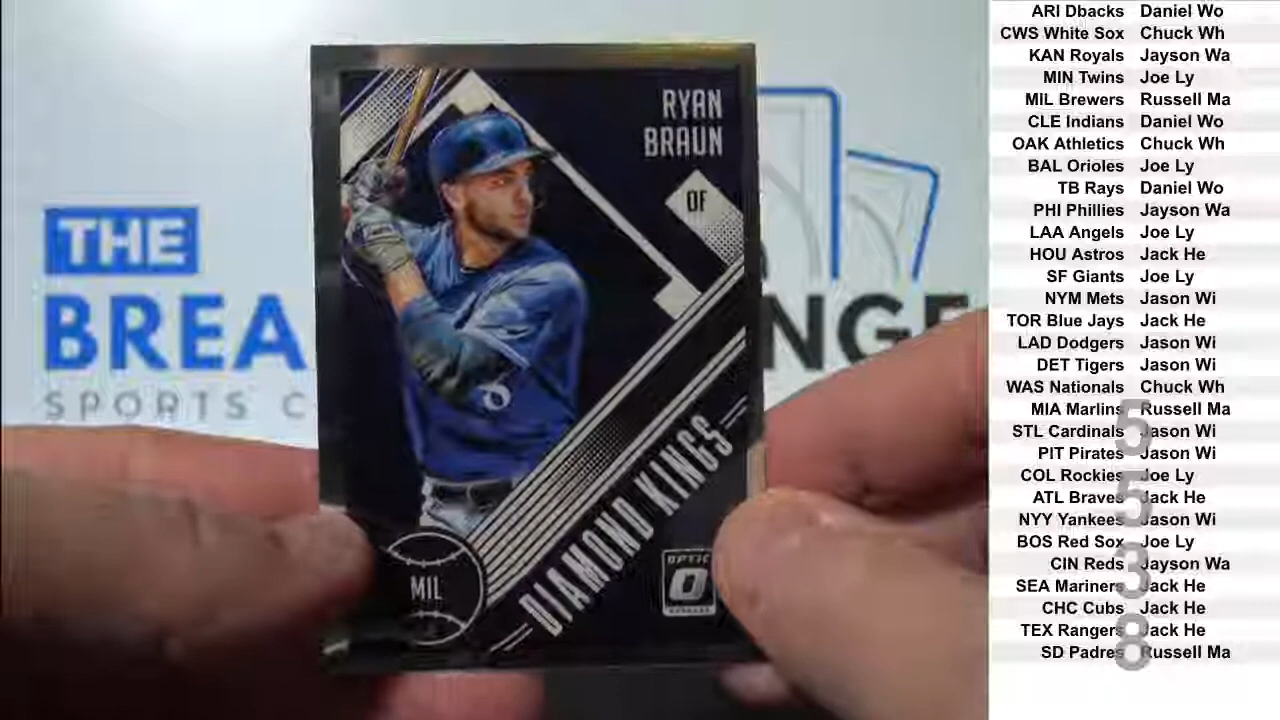 THE
BREA
NGE
SPORTS C
RYAN
BRAUN
OF
DIAMOND KINGS
MIL
OPTIC
ARI Dbacks Daniel Wo
CWS White Sox Chuck Wh
KAN Royals Jayson Wa
MIN Twins Joe Ly
MIL Brewers Russell Ma
CLE Indians Daniel Wo
OAK Athletics Chuck Wh
BAL Orioles Joe Ly
TB Rays Daniel Wo
PHI Phillies Jayson Wa
LAA Angels Joe Ly
HOU Astros Jack He
SF Giants Joe Ly
NYM Mets Jason Wi
TOR Blue Jays Jack He
LAD Dodgers Jason Wi
DET Tigers Jason Wi
WAS Nationals Chuck Wh
MIA Marlins Russell Ma
STL Cardinals Jason Wi
PIT Pirates Jason Wi
COL Rockies Joe Ly
ATL Braves Jack He
NYY Yankees Jason Wi
BOS Red Sox Joe Ly
CIN Reds Jayson Wa
SEA Mariners Jack He
CHC Cubs Jack He
TEX Rangers Jack He
SD Padres Russell Ma
5
5
3
8